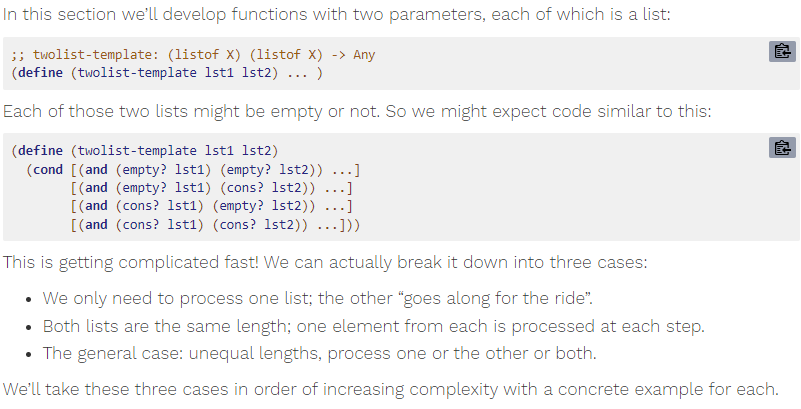 In this section we’ll develop functions with two parameters, each of which is a list:
;; twolist-template: (listof X) (listof X) -> Any
(define (twolist-template lst1 lst2) ... )
Each of those two lists might be empty or not. So we might expect code similar to this:
(define (twolist-template lst1 lst2)
  (cond [(and (empty? lst1) (empty? lst2)) ...]
        [(and (empty? lst1) (cons? lst2)) ...]
        [(and (cons? lst1) (empty? lst2)) ...]
        [(and (cons? lst1) (cons? lst2)) ...]))
This is getting complicated fast! We can actually break it down into three cases:
• We only need to process one list; the other “goes along for the ride”.
• Both lists are the same length; one element from each is processed at each step.
• The general case: unequal lengths, process one or the other or both.
We’ll take these three cases in order of increasing complexity with a concrete example for each.